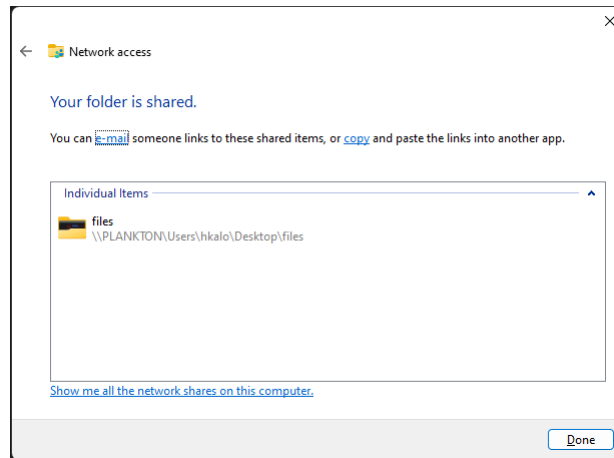 Network access
Your folder is shared.
You can e-mail someone links to these shared items, or copy and paste the links into another app.
Individual Items
files
\\PLANKTON\Users\hkalo\Desktop\files
Show me all the network shares on this computer.
Done